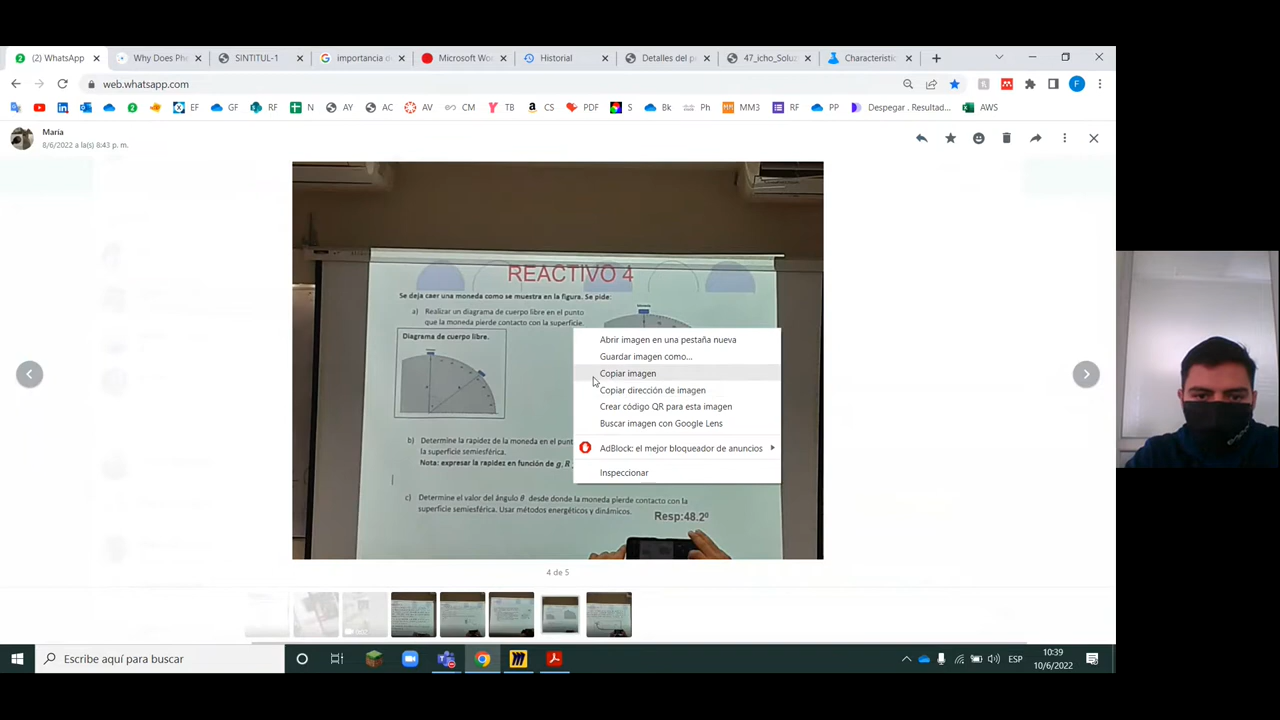 (2) WhatsApp
Why Does Ph
SINTITUL-1
importancia
Microsoft Wo
Historial
Detalles del p
47_icho_Solu
Characteristic
web.whatsapp.com
F
EF
GF
RF
N
AY
AC
AV
CM
TB
CS
PDF
S
Bk
Ph
MM3
RF
PP
Despegar . Resultad...
AWS
Maria
8/6/2022 a la(s) 8:43 p. m.
REACTIVO 4
Se deja caer una moneda como se muestra en la figura. Se pide:
a) Realizar un diagrama de cuerpo libre en el punto
que la moneda pierde contacto con la superficie.
Diagrama de cuerpo libre.
b) Determine la rapidez de la moneda en el pun
la superficie semiesférica.
Nota: expresar la rapidez en función de g, R
c) Determine el valor del ángulo θ desde donde la moneda pierde contacto con la
superficie semiesférica. Usar métodos energéticos y dinámicos.
Resp:48.2⁰
Abrir imagen en una pestaña nueva
Guardar imagen como...
Copiar imagen
Copiar dirección de imagen
Crear código QR para esta imagen
Buscar imagen con Google Lens
AdBlock: el mejor bloqueador de anuncios
Inspeccionar
4 de 5
Escribe aquí para buscar
ESP
10:39
10/6/2022